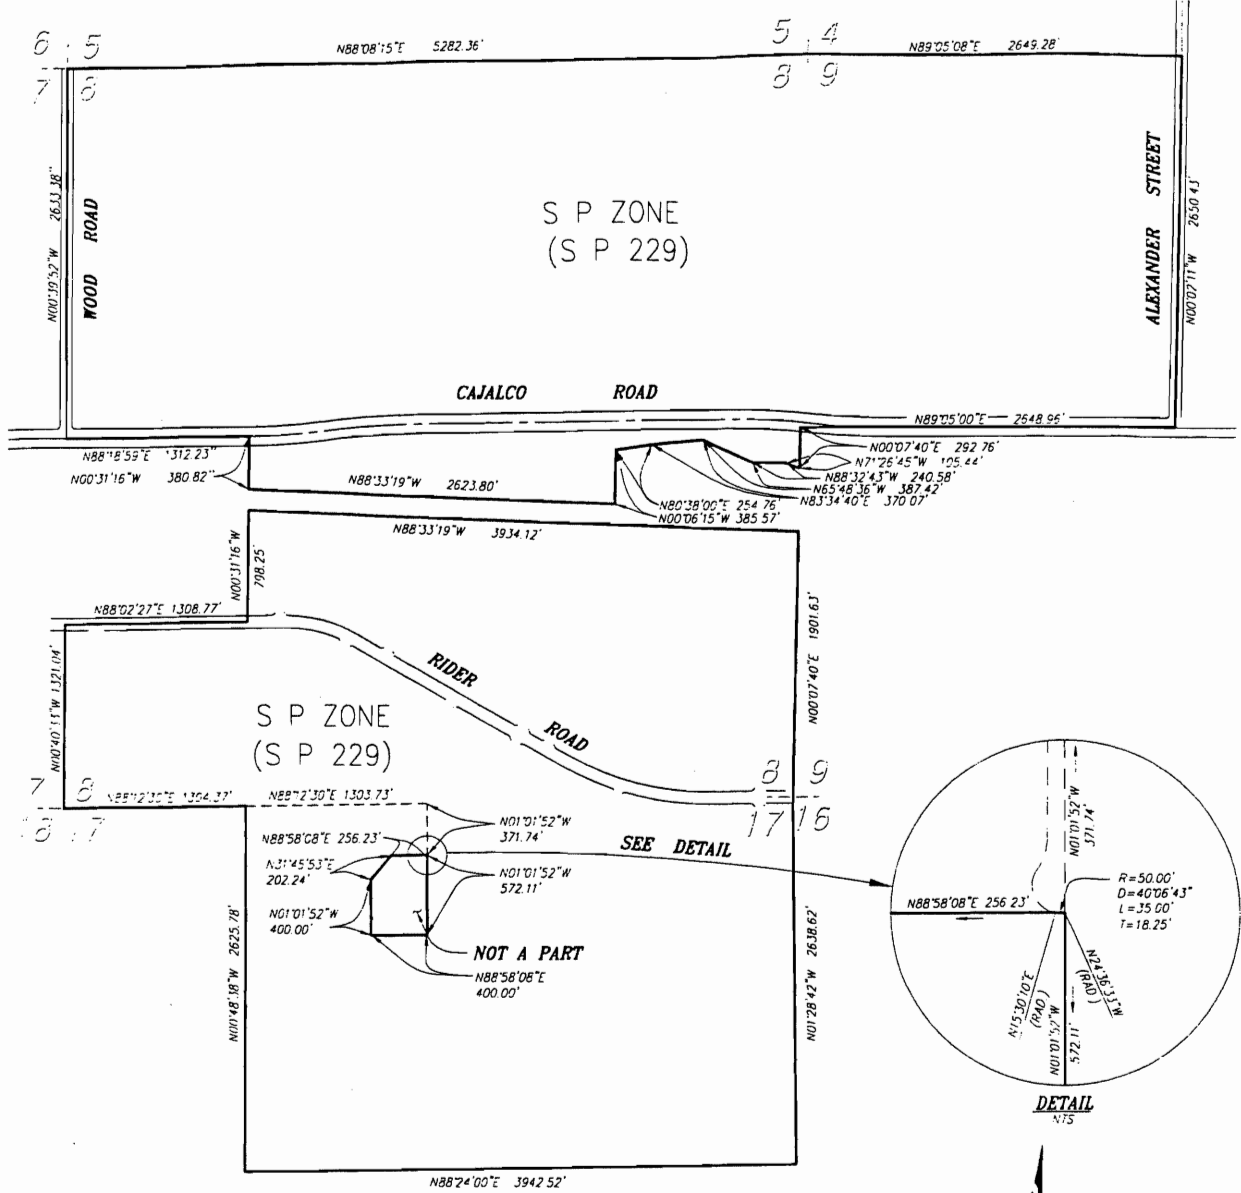 6 5
N88°08'15"E 5282.36'
5 4
N89°05'08"E 2649.28'
7 8
8 9
N00°39'52"W 2633.38"
WOOD ROAD
S P ZONE
(S P 229)
ALEXANDER STREET
N00°02'11"W 2650.43'
CAJALCO ROAD
N89°05'00"E 2648.96'
N88°18'59"E 1312.23"
N00°31'16"W 380.82"
N88°33'19"W 2623.80'
N00°07'40"E 292.76
N71°26'45"W 105.44'
N88°32'43"W 240.58'
N65°48'36"W 387.42'
N83°34'40"E 370.07'
N80°38'00"E 254.76
N00°06'15"W 385.57'
N88°33'19"W 3934.12'
N00°31'16"W
798.25'
N88°02'27"E 1308.77'
N00°40'33"W 1321.04'
RIDER
ROAD
N00°07'40"E 1901.63'
S P ZONE
(S P 229)
7 8
18 17
N88°12'30"E 1304.37'
N88°12'30"E 1303.73'
8 9
17 16
N01°01'52"W
371.74'
N88°58'08"E 256.23'
N31°45'53"E
202.24'
N01°01'52"W
572.11'
SEE DETAIL
N01°01'52"W
400.00'
NOT A PART
N88°58'08"E
400.00'
N00°48'38"W 2625.78'
N01°28'42"W 2638.62'
N88°24'00"E 3942.52'
N01°01'52"W
371.74'
R=50.00'
D=40°06'43"
L=35.00'
T=18.25'
N88°58'08"E 256.23'
N15°30'10"E
(RAD)
N24°36'33"W
(RAD)
N01°01'52"W
572.11'
DETAIL
NTS